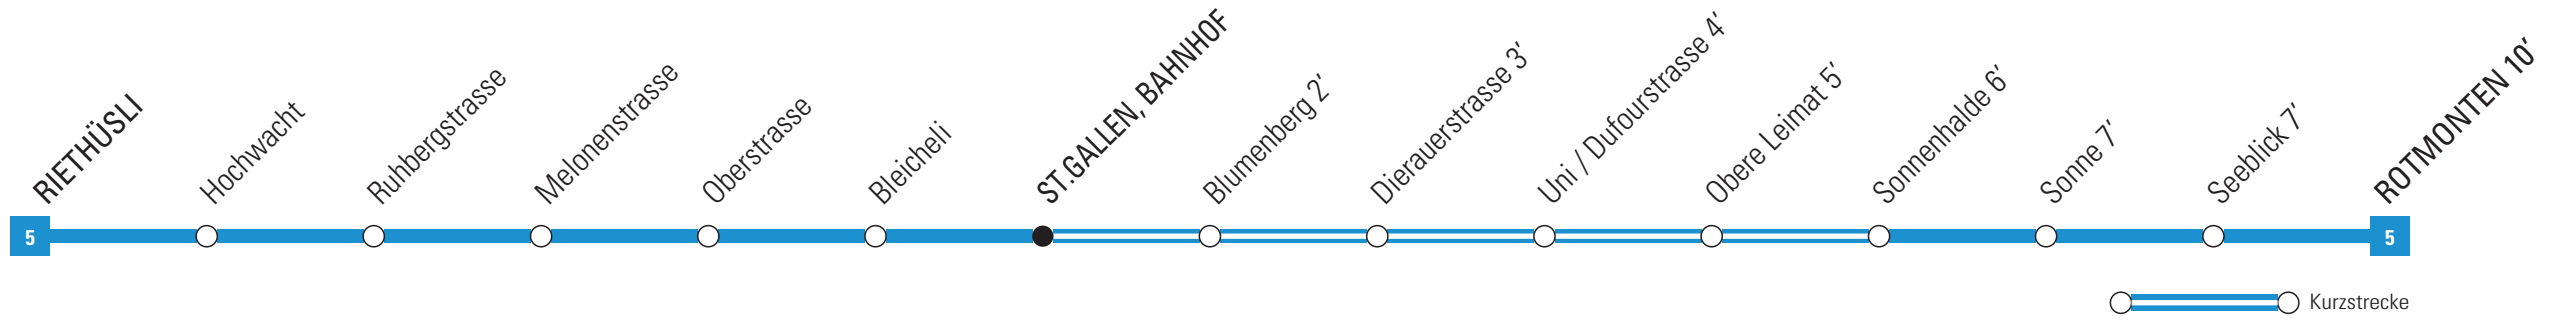 RIETHÜSLI
Hochwacht
Ruhbergstrasse
Melonenstrasse
Oberstrasse
Bleicheli
ST.GALLEN, BAHNHOF
Blumenberg 2'
Dierauerstrasse 3'
Uni / Dufourstrasse 4'
Obere Leimat 5'
Sonnenhalde 6'
Sonne 7'
Seeblick 7'
ROTMONTEN 10'
5
5
Kurzstrecke